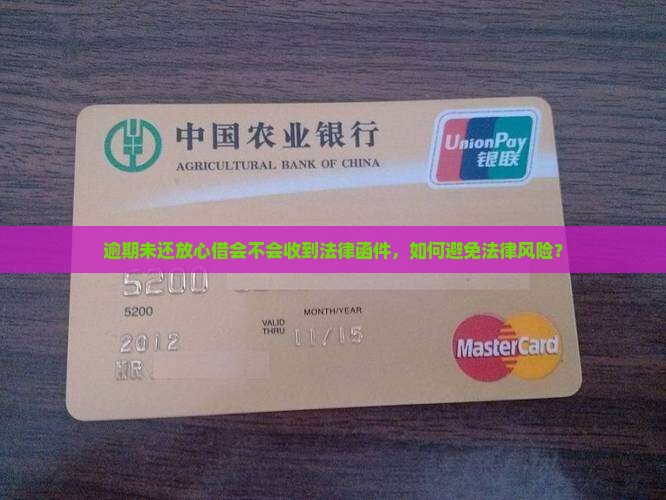 中国农业银行
AGRICULTURAL BANK OF CHINA
UnionPay
银联
逾期未还放心借会不会收到法律函件，如何避免法律风险？
5200
5200
MONTH/YEAR
VALID
THRU
11/15
2012
MR
MasterCard